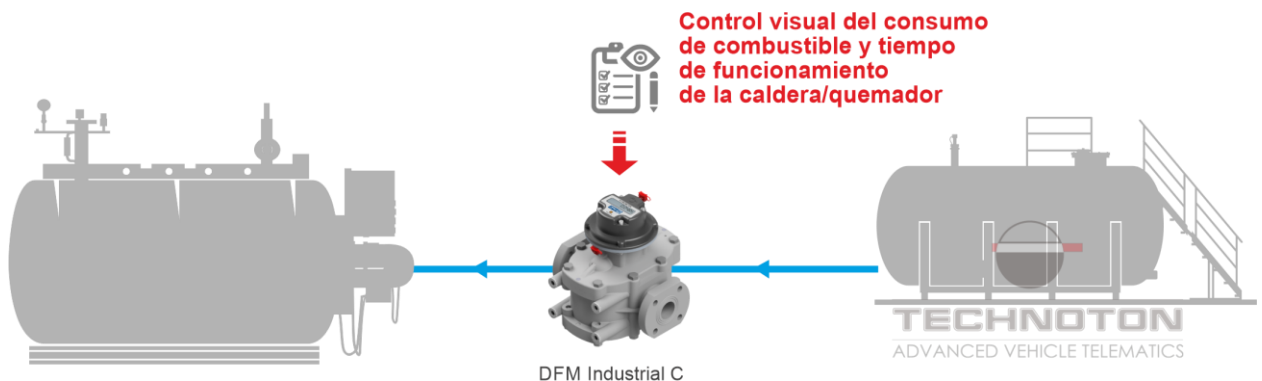 Control visual del consumo
de combustible y tiempo
de funcionamiento
de la caldera/quemador
DFM Industrial C
TECHNOTON
ADVANCED VEHICLE TELEMATICS